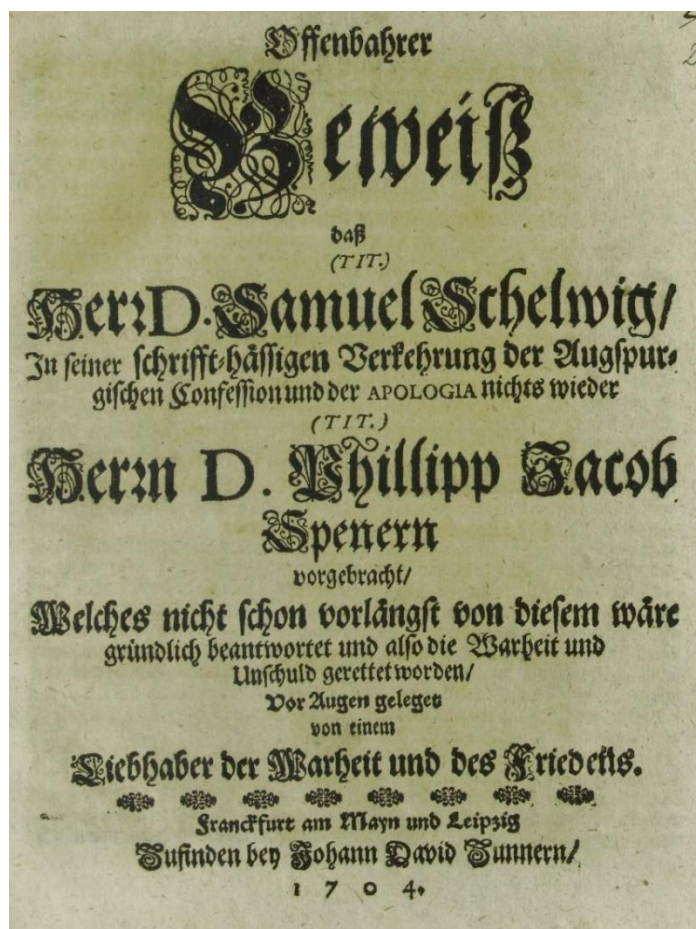 Offenbahrer
Beweiß
daß
(TIT.)
Herr D. Samuel Schelwig/
In seiner schrifft-hässigen Verkehrung der Augspur-
gischen Confession und der APOLOGIA nichts wieder
(TIT.)
Herrn D. Phillipp Jacob
Spenern
vorgebracht/
Welches nicht schon vorlängst von diesem wäre
gründlich beantwortet und also die Warheit und
Unschuld gerettet worden/
Vor Augen geleget
von einem
Liebhaber der Warheit und des Friedens.
Franckfurt am Mayn und Leipzig
Zufinden bey Johann David Zunnern/
1704.